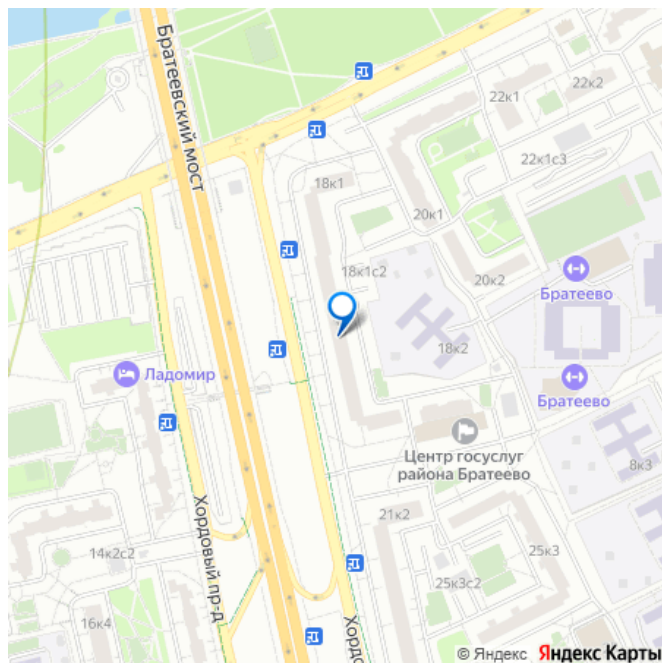 Братеевский мост
22к1
22к2
22к1с3
18к1
20к1
18к1с2
20к2
Братеево
18к2
Ладомир
Братеево
Центр госуслуг
района Братеево
8к3
21к2
14к2с2
Хордовый пр-д
25к3
25к3с2
16к4
Хордо
© Яндекс Яндекс Карты